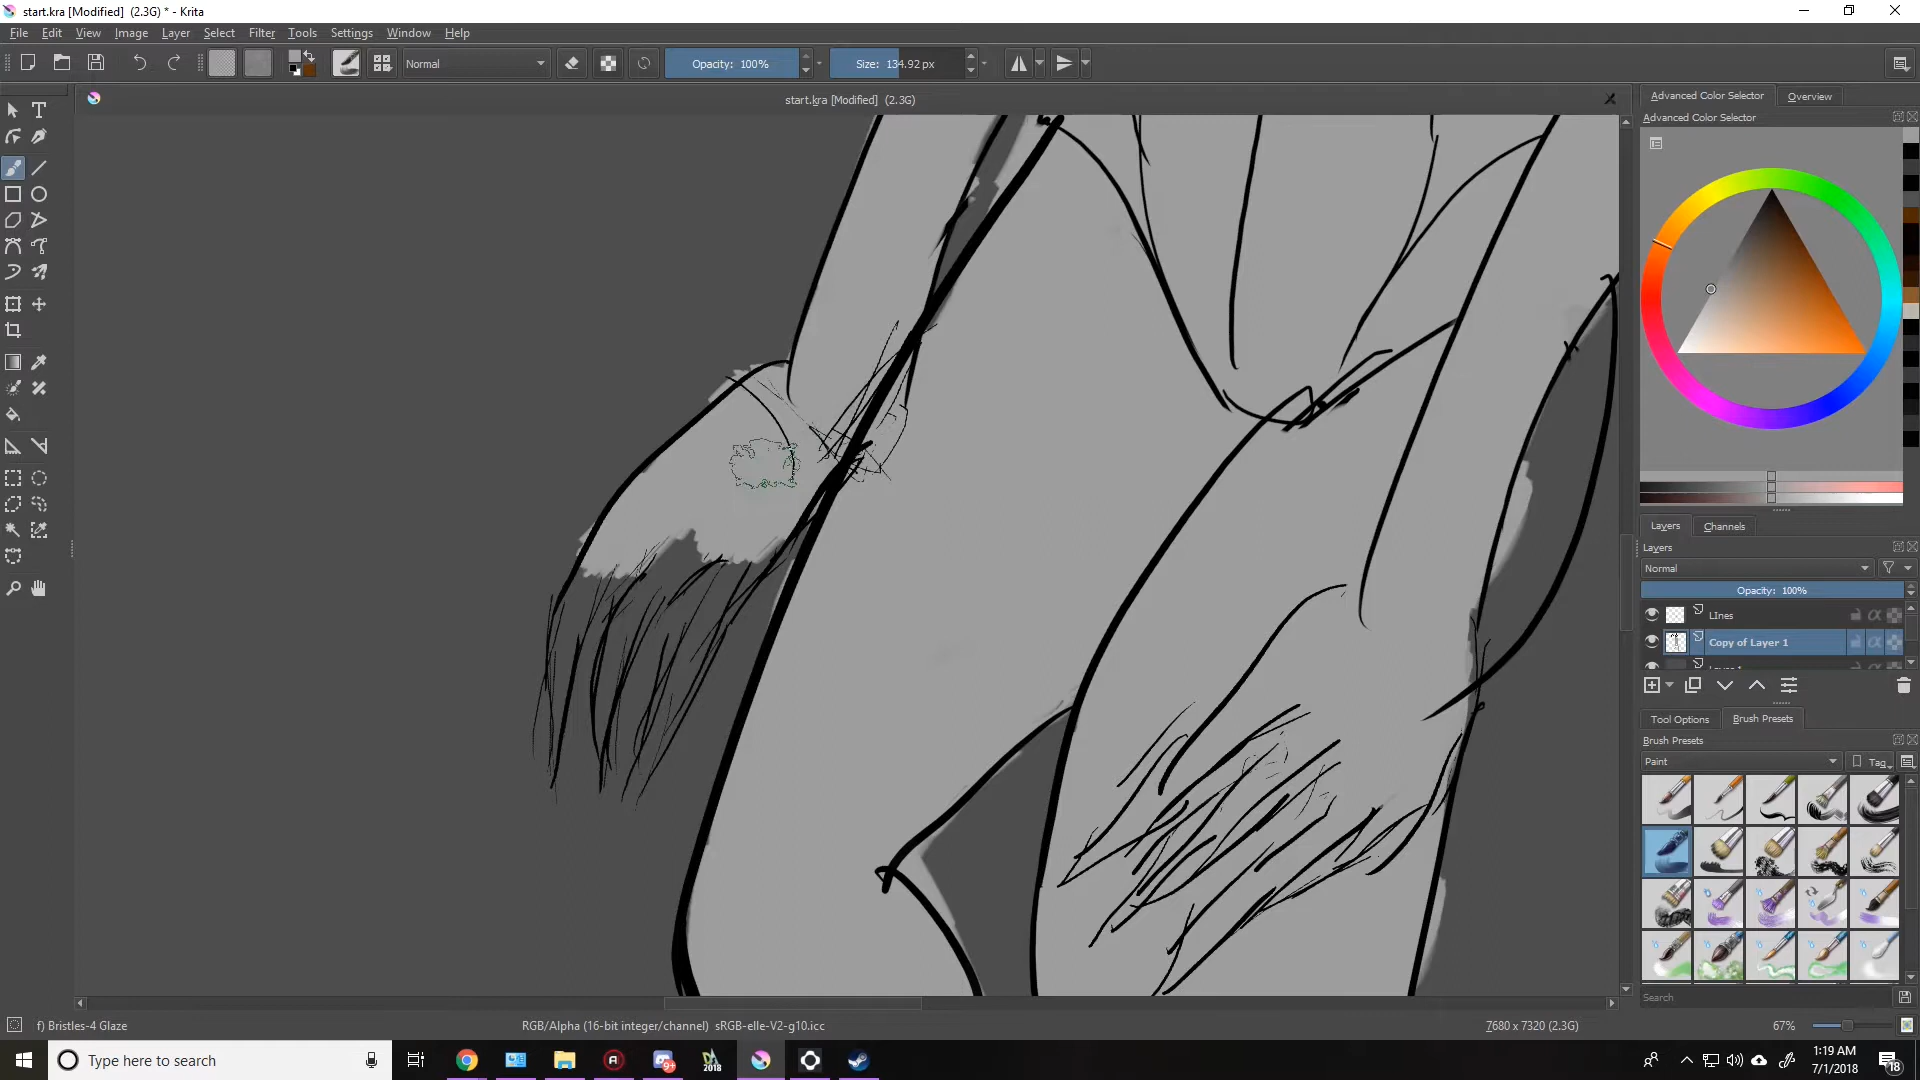 start.kra [Modified]  (2.3G) * - Krita
File Edit View Image Layer Select Filter Tools Settings Window Help
Normal
Opacity: 100%
Size: 134.92 px
start.kra [Modified]  (2.3G)
Advanced Color Selector
Overview
Advanced Color Selector
Layers
Channels
Layers
Normal
Opacity: 100%
LInes
Copy of Layer 1
Tool Options
Brush Presets
Brush Presets
Paint
Tag
Search
f) Bristles-4 Glaze
RGB/Alpha (16-bit integer/channel)  sRGB-elle-V2-g10.icc
7680 x 7320 (2.3G)
67%
Type here to search
2018
9+
1:19 AM
7/1/2018
18